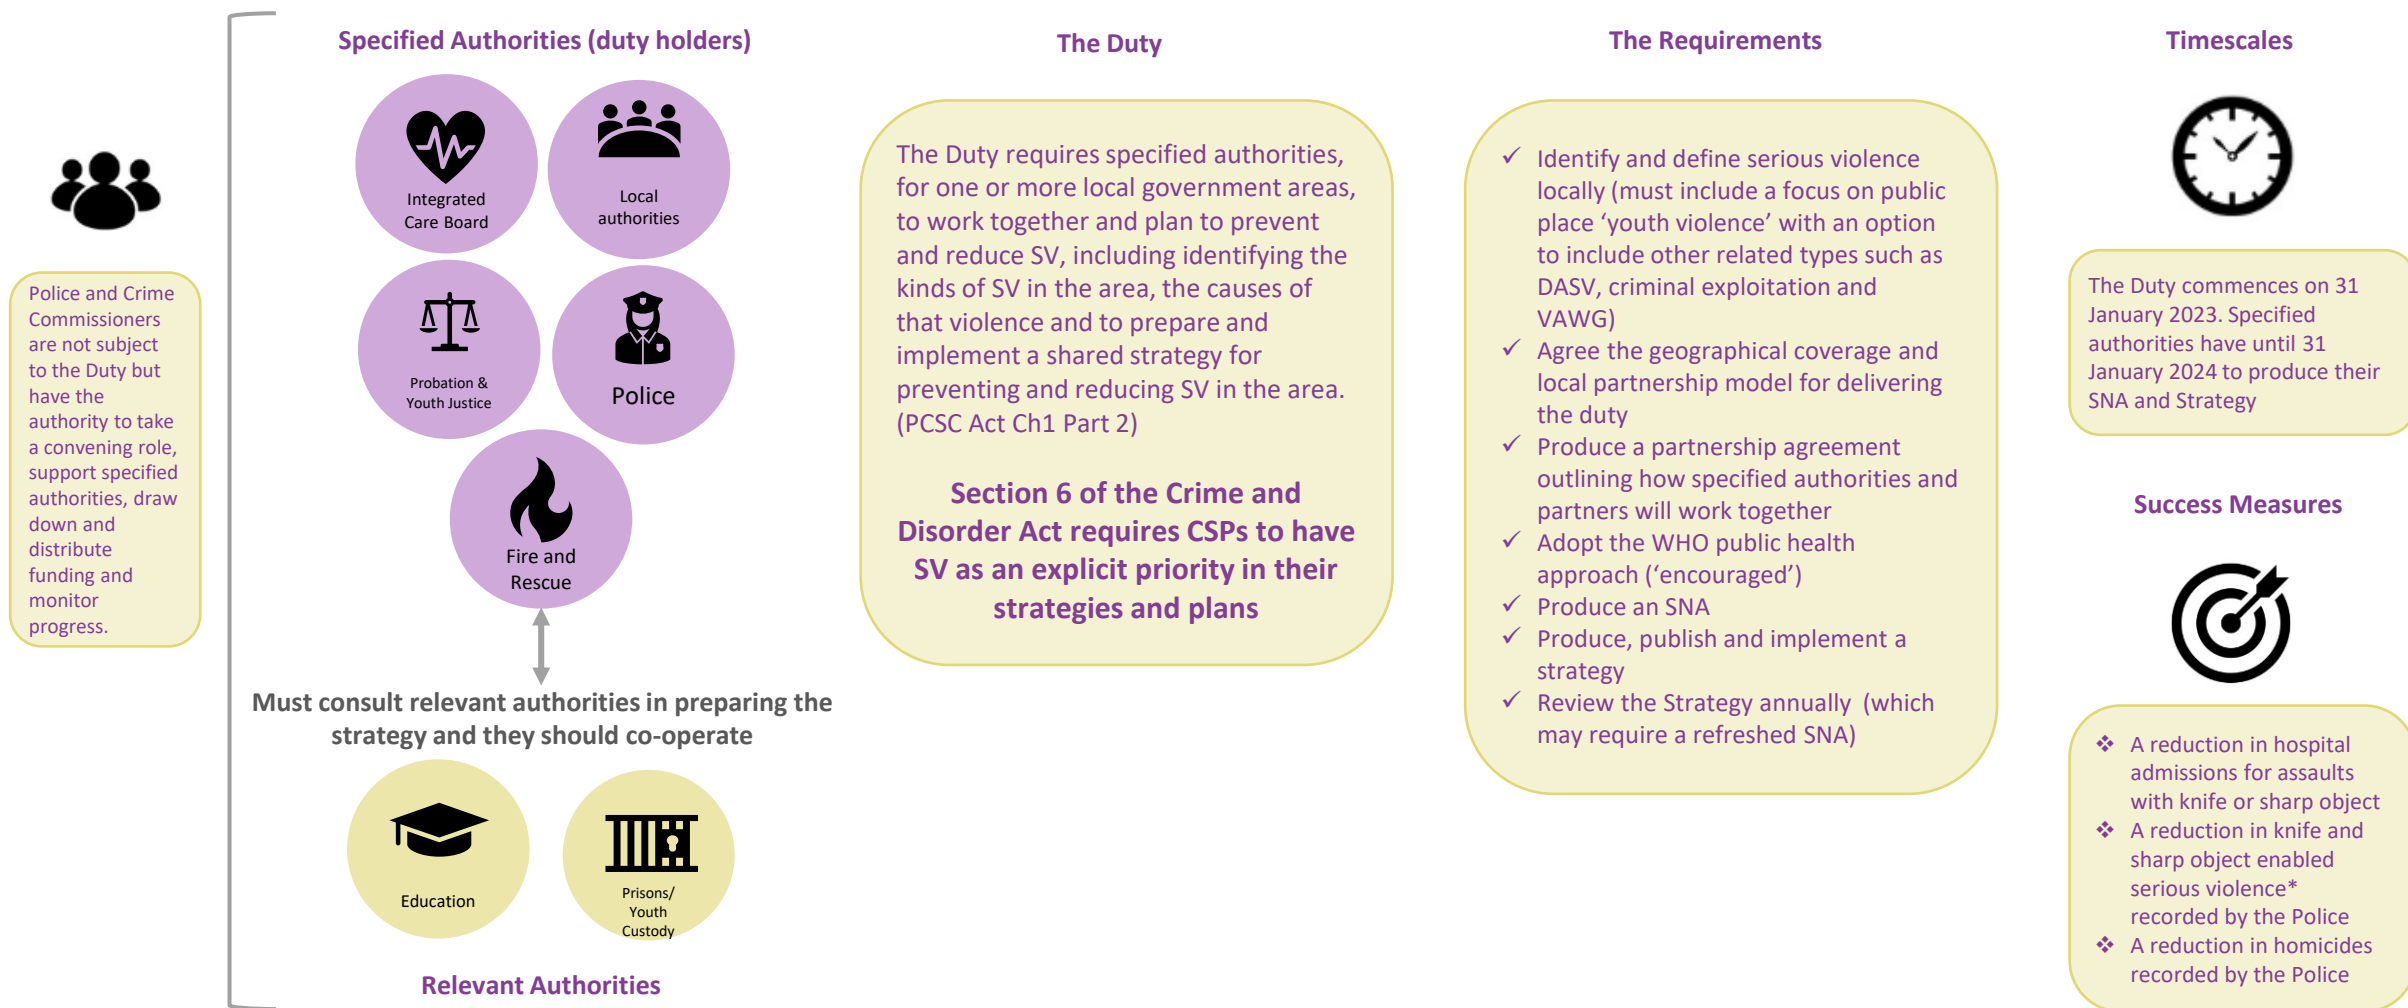 Police and Crime
Commissioners
are not subject
to the Duty but
have the
authority to take
a convening role,
support specified
authorities, draw
down and
distribute
funding and
monitor
progress.
Specified Authorities (duty holders)
Integrated
Care Board
Local
authorities
Probation &
Youth Justice
Police
Fire and
Rescue
Must consult relevant authorities in preparing the
strategy and they should co-operate
Education
Prisons/
Youth
Custody
Relevant Authorities
The Duty
The Duty requires specified authorities,
for one or more local government areas,
to work together and plan to prevent
and reduce SV, including identifying the
kinds of SV in the area, the causes of
that violence and to prepare and
implement a shared strategy for
preventing and reducing SV in the area.
(PCSC Act Ch1 Part 2)
Section 6 of the Crime and
Disorder Act requires CSPs to have
SV as an explicit priority in their
strategies and plans
The Requirements
✓ Identify and define serious violence
locally (must include a focus on public
place ‘youth violence’ with an option
to include other related types such as
DASV, criminal exploitation and
VAWG)
✓ Agree the geographical coverage and
local partnership model for delivering
the duty
✓ Produce a partnership agreement
outlining how specified authorities and
partners will work together
✓ Adopt the WHO public health
approach (‘encouraged’)
✓ Produce an SNA
✓ Produce, publish and implement a
strategy
✓ Review the Strategy annually (which
may require a refreshed SNA)
Timescales
The Duty commences on 31
January 2023. Specified
authorities have until 31
January 2024 to produce their
SNA and Strategy
Success Measures
❖ A reduction in hospital
admissions for assaults
with knife or sharp object
❖ A reduction in knife and
sharp object enabled
serious violence*
recorded by the Police
❖ A reduction in homicides
recorded by the Police